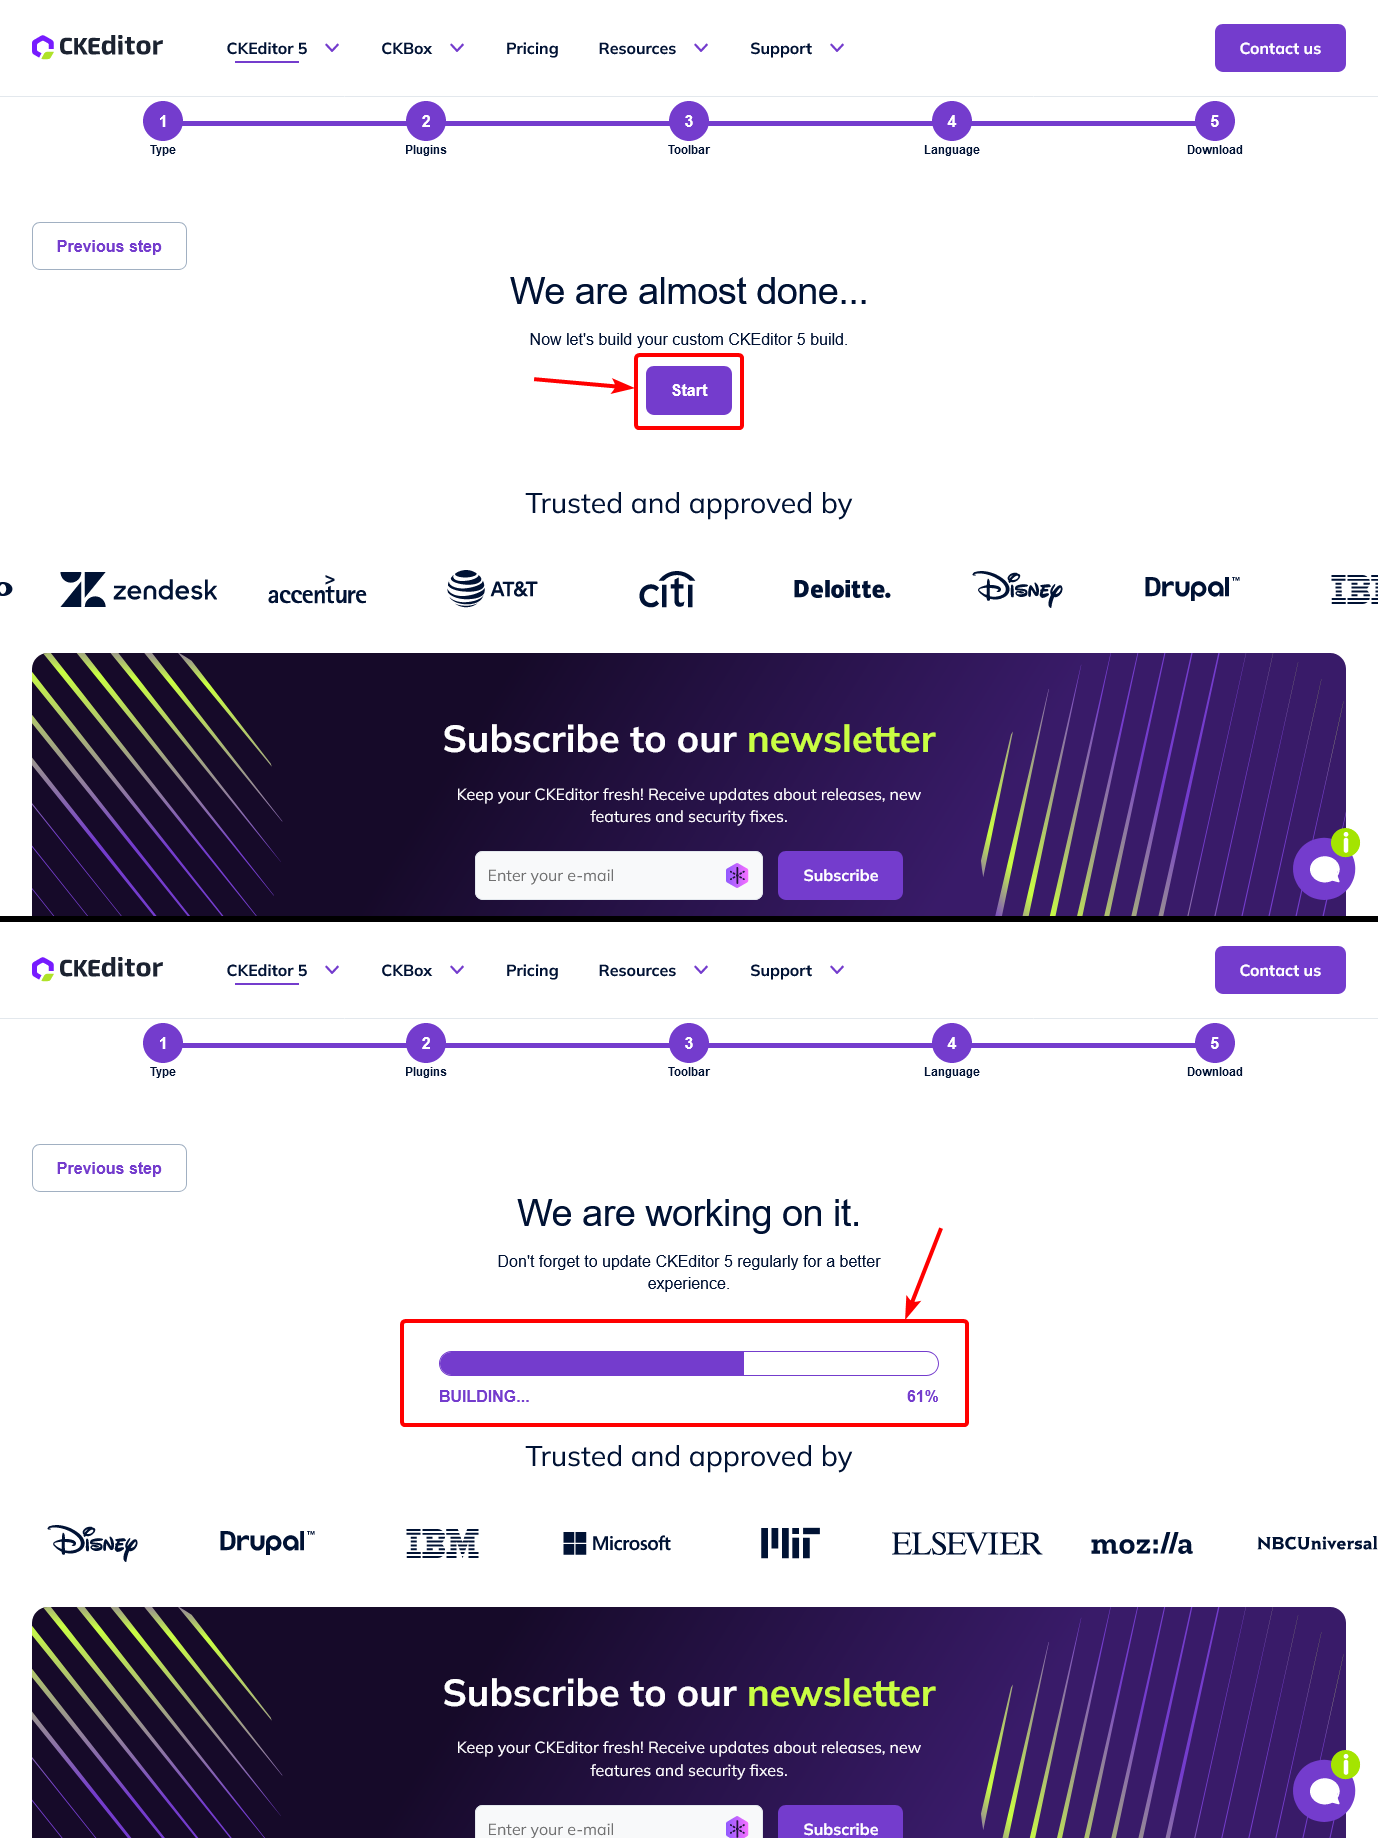 CKEditor
CKEditor 5
CKBox
Pricing
Resources
Support
Contact us
1
2
3
4
5
Type
Plugins
Toolbar
Language
Download
Previous step
We are almost done...
Now let's build your custom CKEditor 5 build.
Start
Trusted and approved by
zendesk
accenture
AT&T
citi
Deloitte.
Disney
Drupal™
Subscribe to our newsletter
Keep your CKEditor fresh! Receive updates about releases, new
features and security fixes.
Enter your e-mail
Subscribe
CKEditor
CKEditor 5
CKBox
Pricing
Resources
Support
Contact us
1
2
3
4
5
Type
Plugins
Toolbar
Language
Download
Previous step
We are working on it.
Don't forget to update CKEditor 5 regularly for a better
experience.
BUILDING...
61%
Trusted and approved by
Disney
Drupal™
IBM
Microsoft
MIT
ELSEVIER
moz://a
NBCUniversal
Subscribe to our newsletter
Keep your CKEditor fresh! Receive updates about releases, new
features and security fixes.
Enter your e-mail
Subscribe